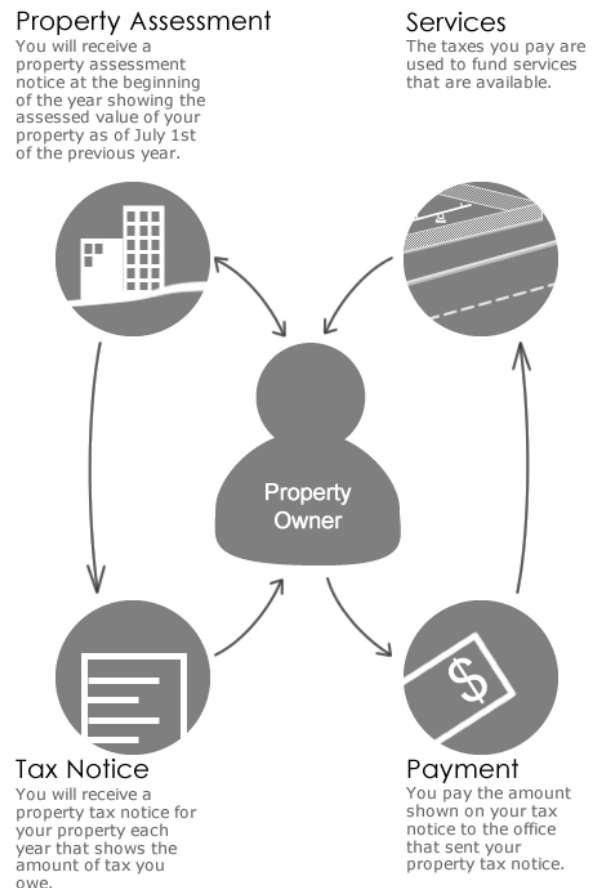 Property Assessment
You will receive a
property assessment
notice at the beginning
of the year showing the
assessed value of your
property as of July 1st
of the previous year.
Services
The taxes you pay are
used to fund services
that are available.
Property
Owner
$
Tax Notice
You will receive a
property tax notice for
your property each
year that shows the
amount of tax you
owe.
Payment
You pay the amount
shown on your tax
notice to the office
that sent your
property tax notice.